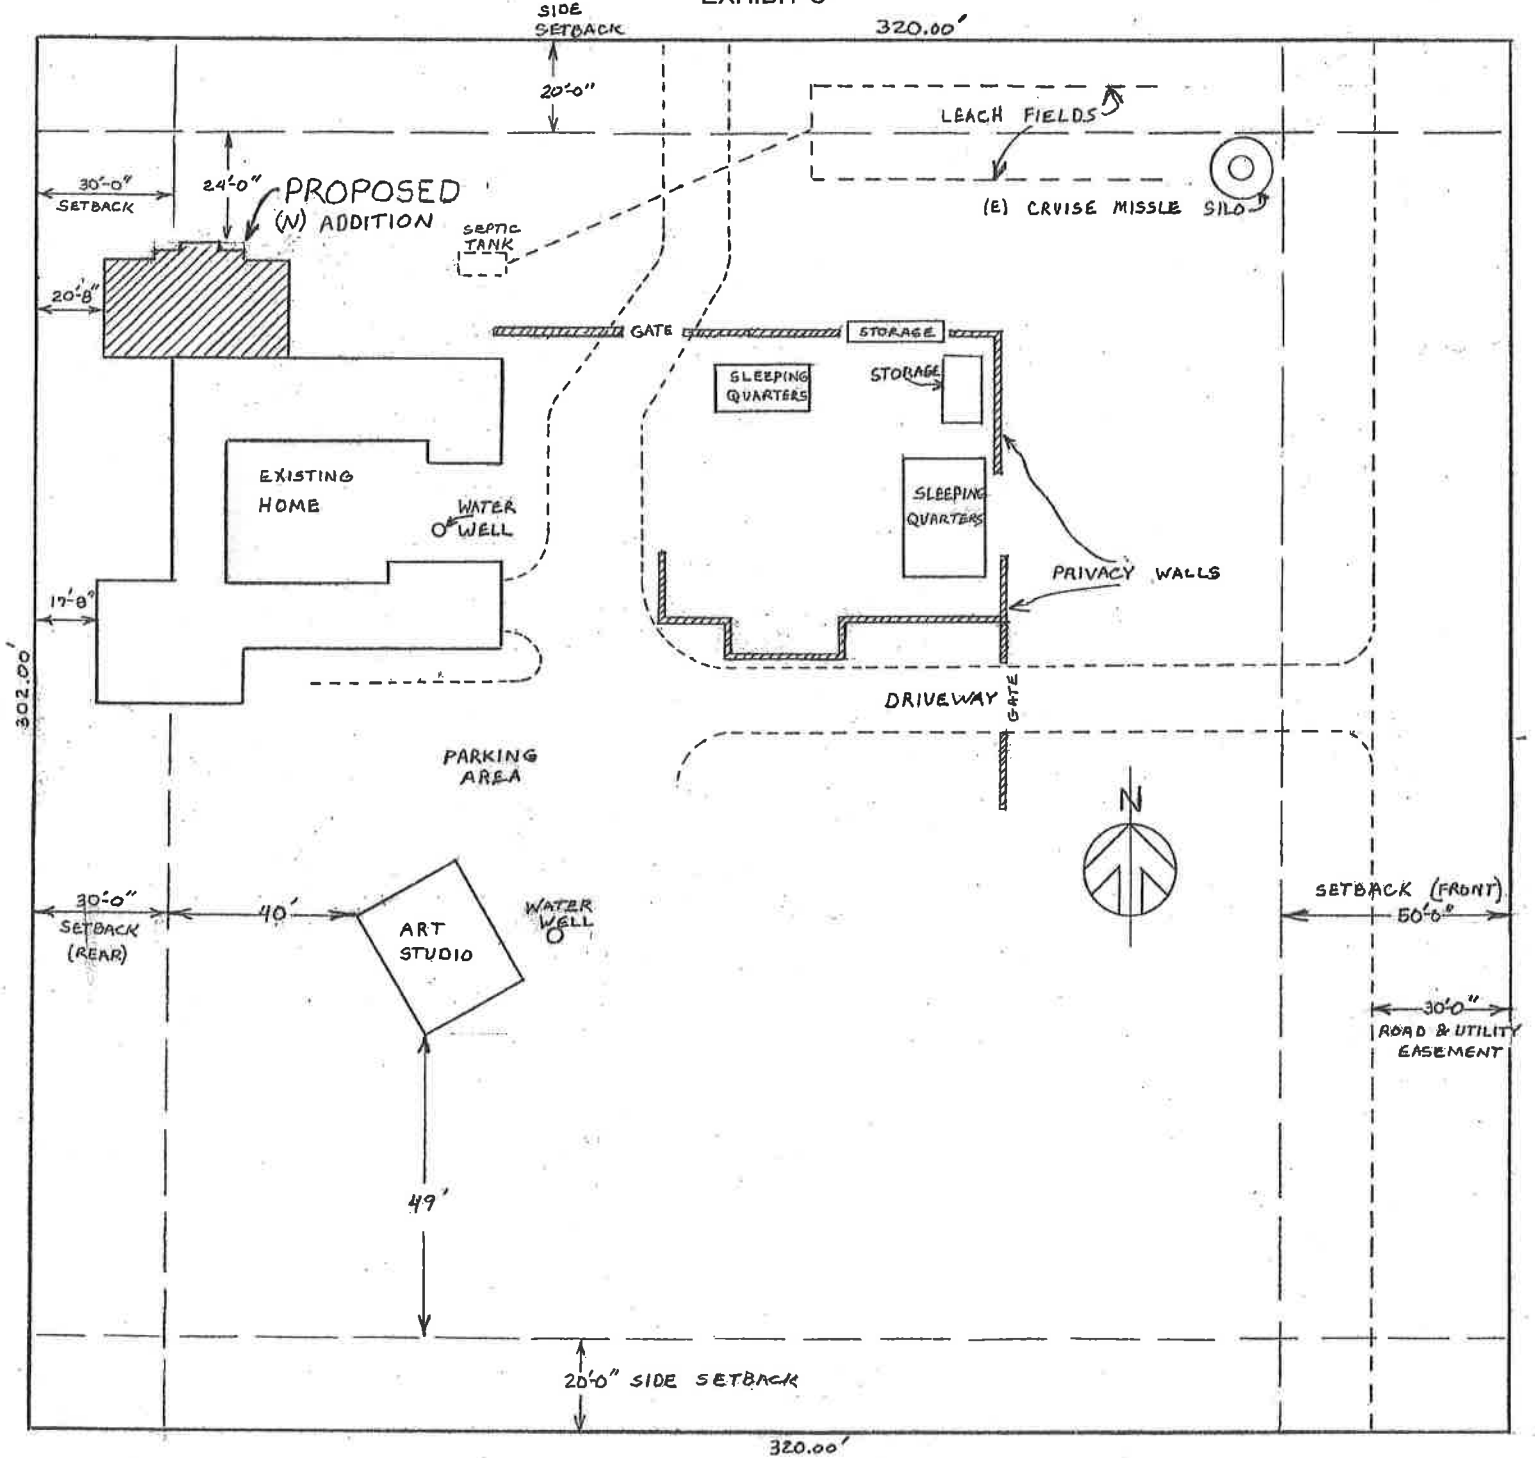 SIDE
SETBACK
320.00'
20'-0"
LEACH FIELDS
30'-0"
SETBACK
24'-0"
PROPOSED
(N) ADDITION
(E) CRUISE MISSLE SILO
SEPTIC
TANK
20'-8"
GATE
STORAGE
SLEEPING
QUARTERS
STORAGE
EXISTING
HOME
WATER
WELL
SLEEPING
QUARTERS
PRIVACY WALLS
17'-8"
302.00'
DRIVEWAY
GATE
PARKING
AREA
N
30'-0"
SETBACK
(REAR)
40'
ART
STUDIO
WATER
WELL
SETBACK (FRONT)
50'-0"
30'-0"
ROAD & UTILITY
EASEMENT
49'
20'-0" SIDE SETBACK
320.00'